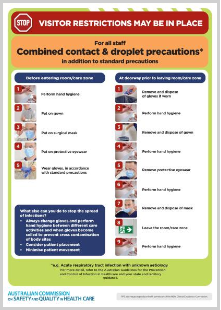 STOP
VISITOR RESTRICTIONS MAY BE IN PLACE
For all staff
Combined contact & droplet precautions*
in addition to standard precautions
Before entering room/care zone
At doorway prior to leaving room/care zone
1
Perform hand hygiene
2
Put on gown
3
Put on surgical mask
4
Put on protective eyewear
5
Wear gloves, in accordance
with standard precautions
1
Remove and dispose
of gloves if worn
2
Perform hand hygiene
3
Remove and dispose of gown
4
Perform hand hygiene
5
Remove protective eyewear
6
Perform hand hygiene
7
Remove and dispose of mask
8
Leave the room/care zone
9
Perform hand hygiene
What else can you do to stop the spread
of infections?
• Always change gloves and perform
hand hygiene between different care
activities and when gloves become
soiled to prevent cross contamination
of body sites
• Consider patient placement
• Minimise patient movement
*e.g. Acute respiratory tract infection with unknown aetiology
AUSTRALIAN COMMISSION
ON SAFETY AND QUALITY IN HEALTH CARE